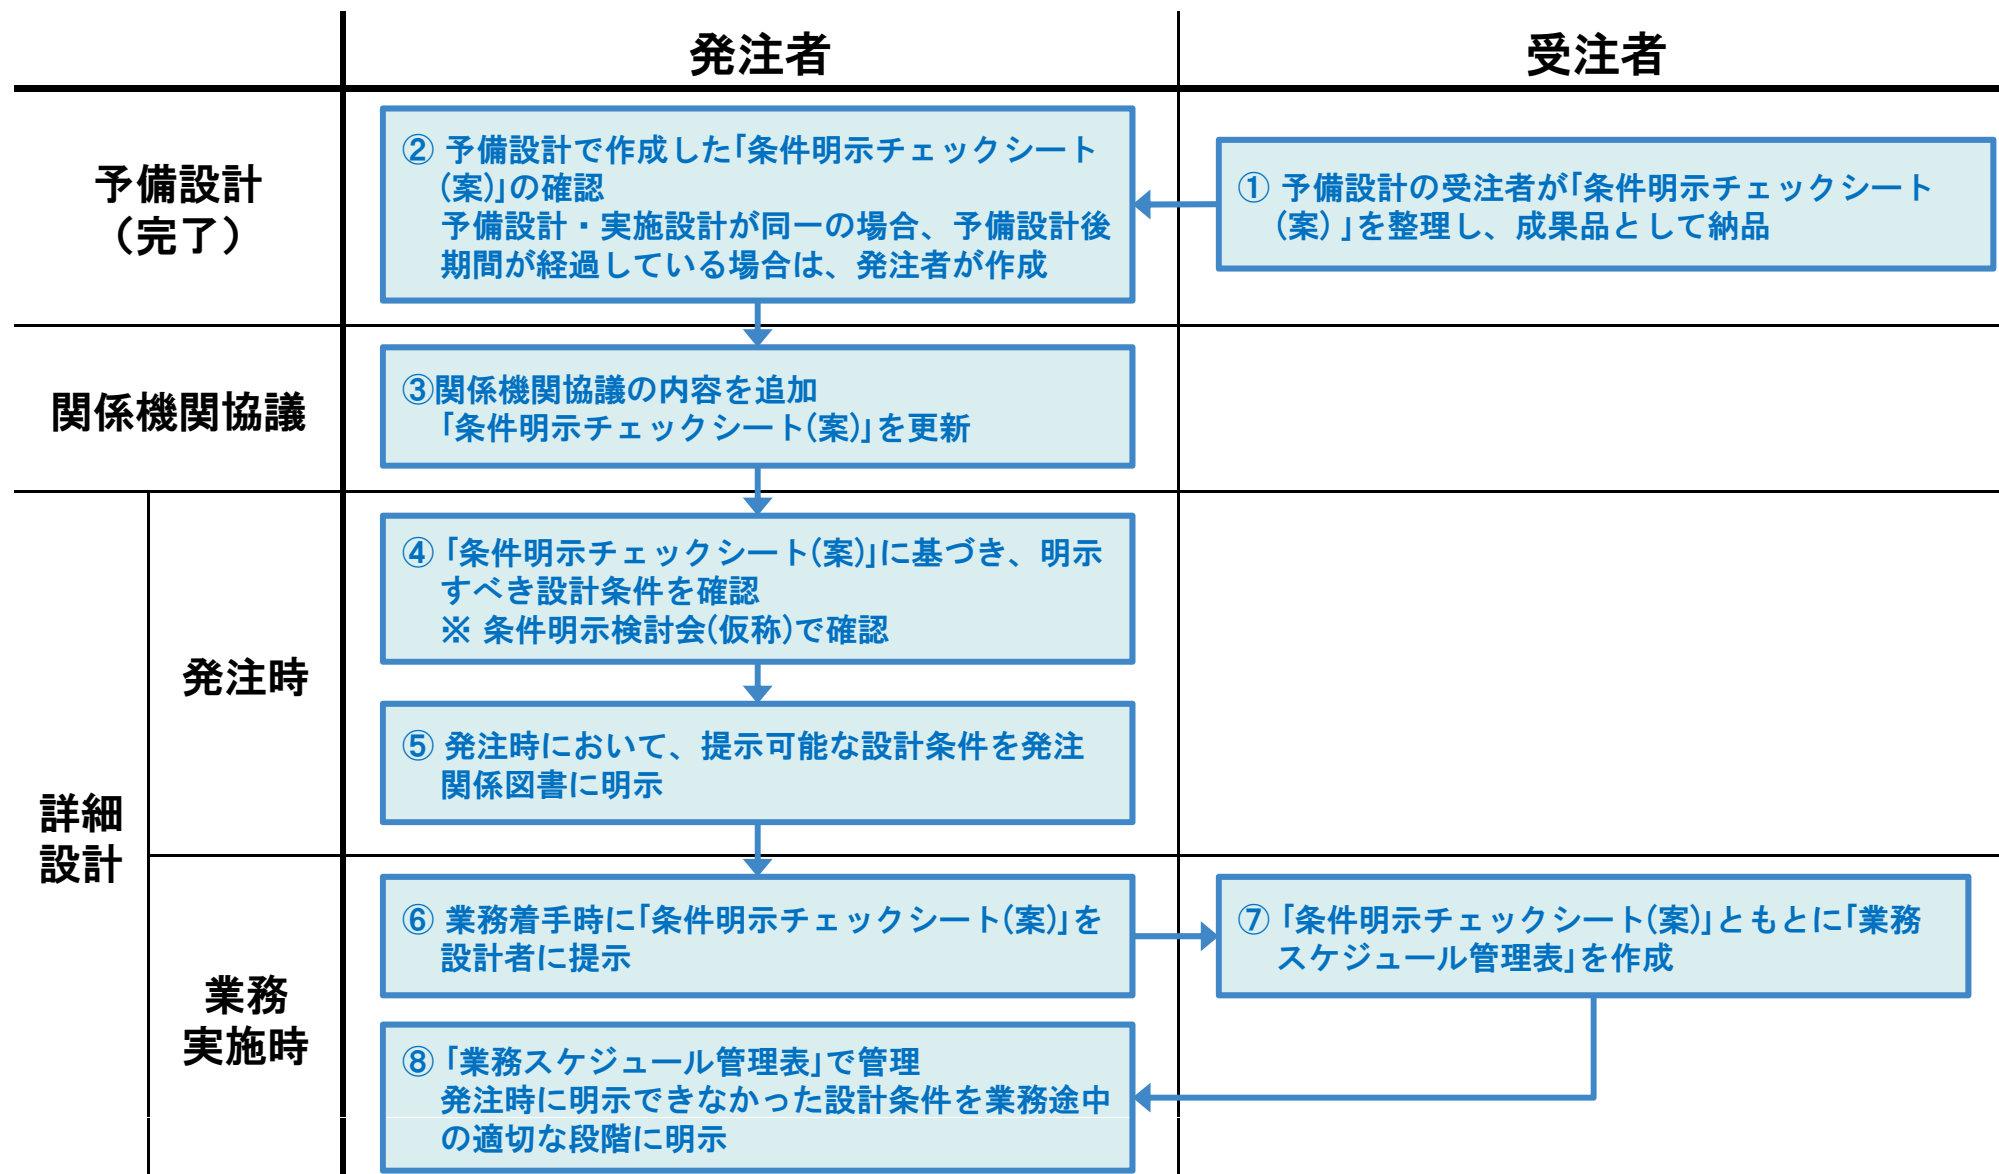 発注者
受注者
予備設計
（完了）
② 予備設計で作成した「条件明示チェックシート
(案)」の確認
予備設計・実施設計が同一の場合、予備設計後
期間が経過している場合は、発注者が作成
① 予備設計の受注者が「条件明示チェックシート
(案)」を整理し、成果品として納品
関係機関協議
③関係機関協議の内容を追加
「条件明示チェックシート(案)」を更新
詳細
設計
発注時
④「条件明示チェックシート(案)」に基づき、明示
すべき設計条件を確認
※ 条件明示検討会(仮称)で確認
⑤ 発注時において、提示可能な設計条件を発注
関係図書に明示
業務
実施時
⑥ 業務着手時に「条件明示チェックシート(案)」を
設計者に提示
⑦「条件明示チェックシート(案)」ともとに「業務
スケジュール管理表」を作成
⑧「業務スケジュール管理表」で管理
発注時に明示できなかった設計条件を業務途中
の適切な段階に明示